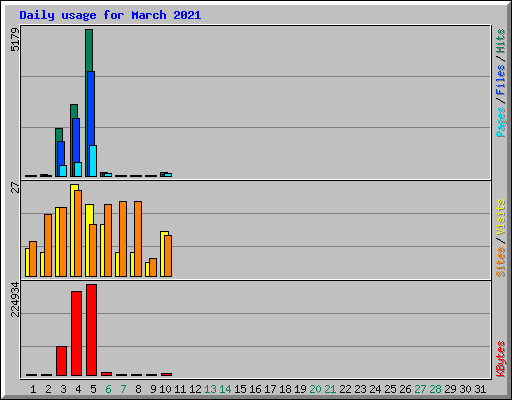 Daily usage for March 2021
5179
Pages / Files / Hits
27
Sites / Visits
224934
KBytes
1 2 3 4 5 6 7 8 9 10 11 12 13 14 15 16 17 18 19 20 21 22 23 24 25 26 27 28 29 30 31